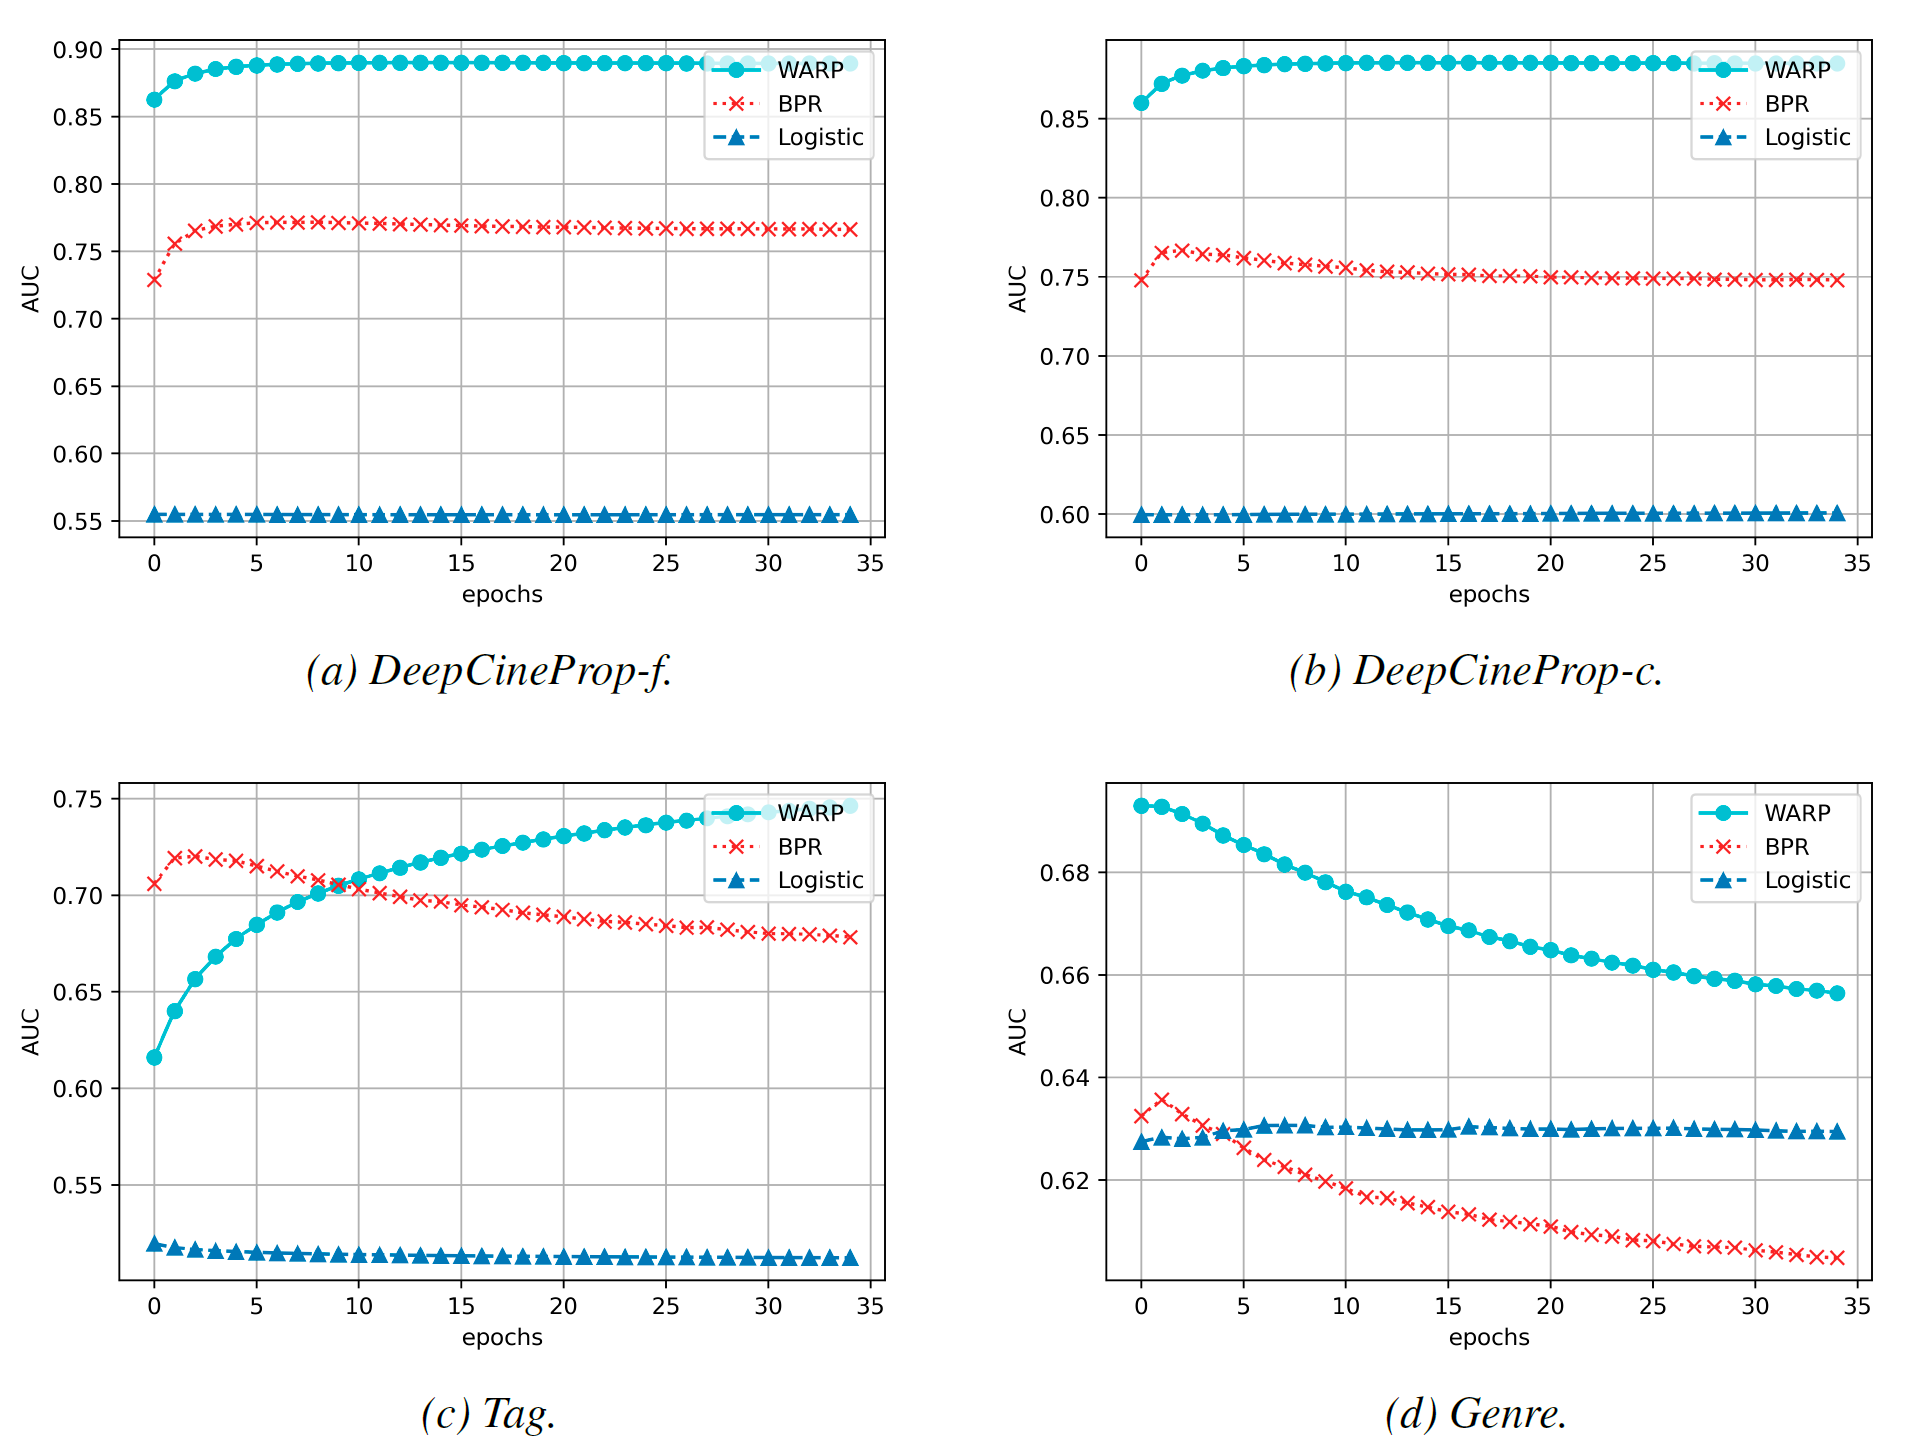 0.90
0.85
0.80
0.75
0.70
0.65
0.60
0.55
AUC
0 5 10 15 20 25 30 35
epochs
WARP
BPR
Logistic
(a) DeepCineProp-f.
0.85
0.80
0.75
0.70
0.65
0.60
AUC
0 5 10 15 20 25 30 35
epochs
WARP
BPR
Logistic
(b) DeepCineProp-c.
0.75
0.70
0.65
0.60
0.55
AUC
0 5 10 15 20 25 30 35
epochs
WARP
BPR
Logistic
(c) Tag.
0.68
0.66
0.64
0.62
AUC
0 5 10 15 20 25 30 35
epochs
WARP
BPR
Logistic
(d) Genre.